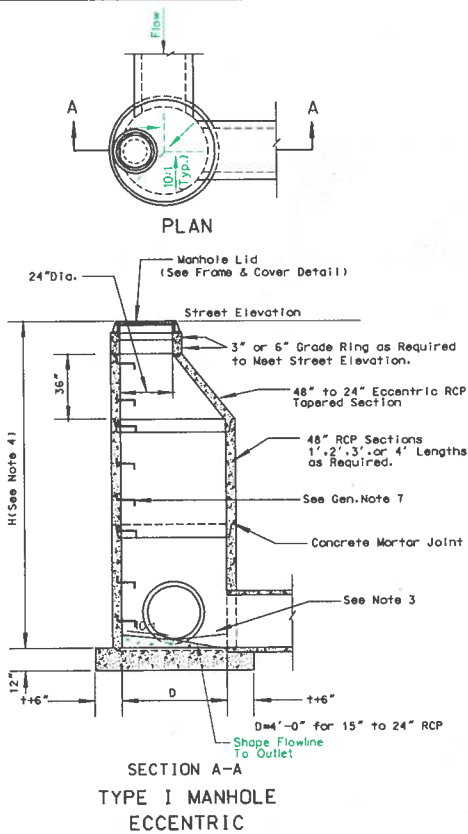 Flow
A
A
10:1
(Typ.)
PLAN
Manhole Lid
(See Frame & Cover Detail)
24"Dia.
Street Elevation
3" or 6" Grade Ring as Required
to Meet Street Elevation.
36"
48" to 24" Eccentric RCP
Tapered Section
48" RCP Sections
1',2',3',or 4' Lengths
as Required.
H(See Note 4)
See Gen.Note 7
Concrete Mortar Joint
See Note 3
12"
t+6"
D
t+6"
D=4'-0" for 15" to 24" RCP
Shape Flowline
To Outlet
SECTION A-A
TYPE I MANHOLE
ECCENTRIC